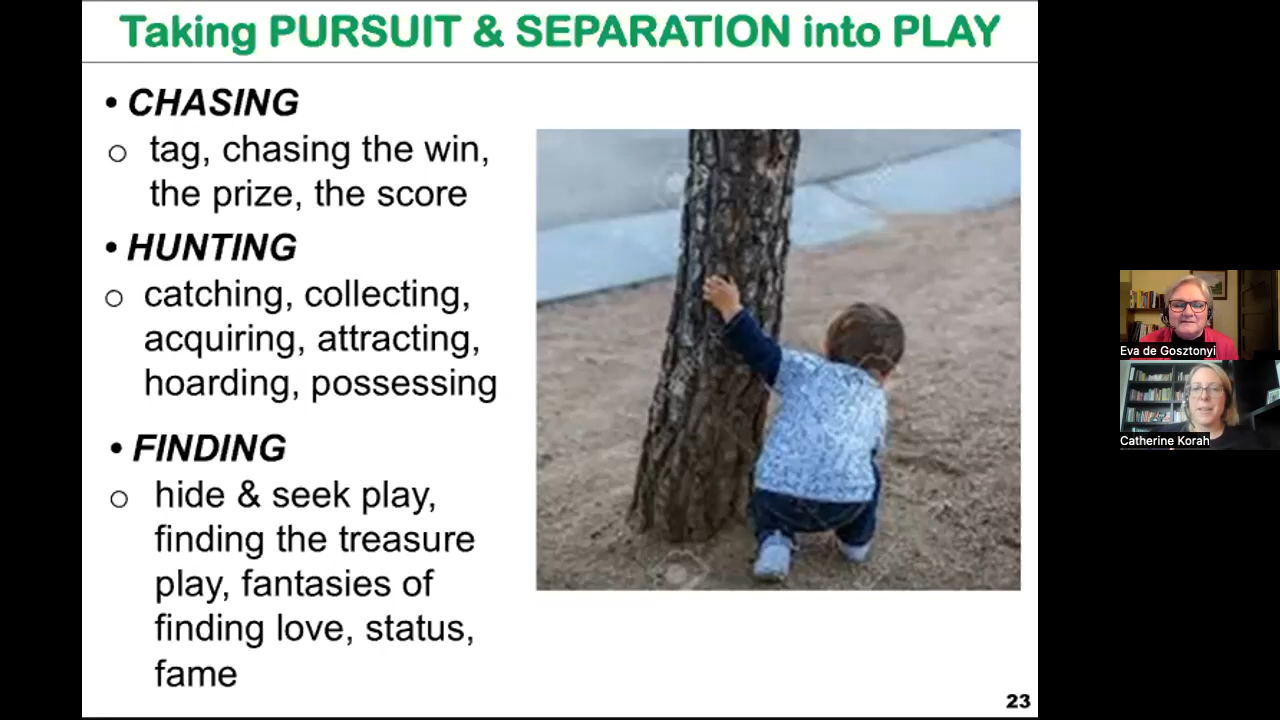 Taking PURSUIT & SEPARATION into PLAY
• CHASING
○ tag, chasing the win,
the prize, the score
• HUNTING
○ catching, collecting,
acquiring, attracting,
hoarding, possessing
• FINDING
○ hide & seek play,
finding the treasure
play, fantasies of
finding love, status,
fame
23
Eva de Gosztonyi
Catherine Korah